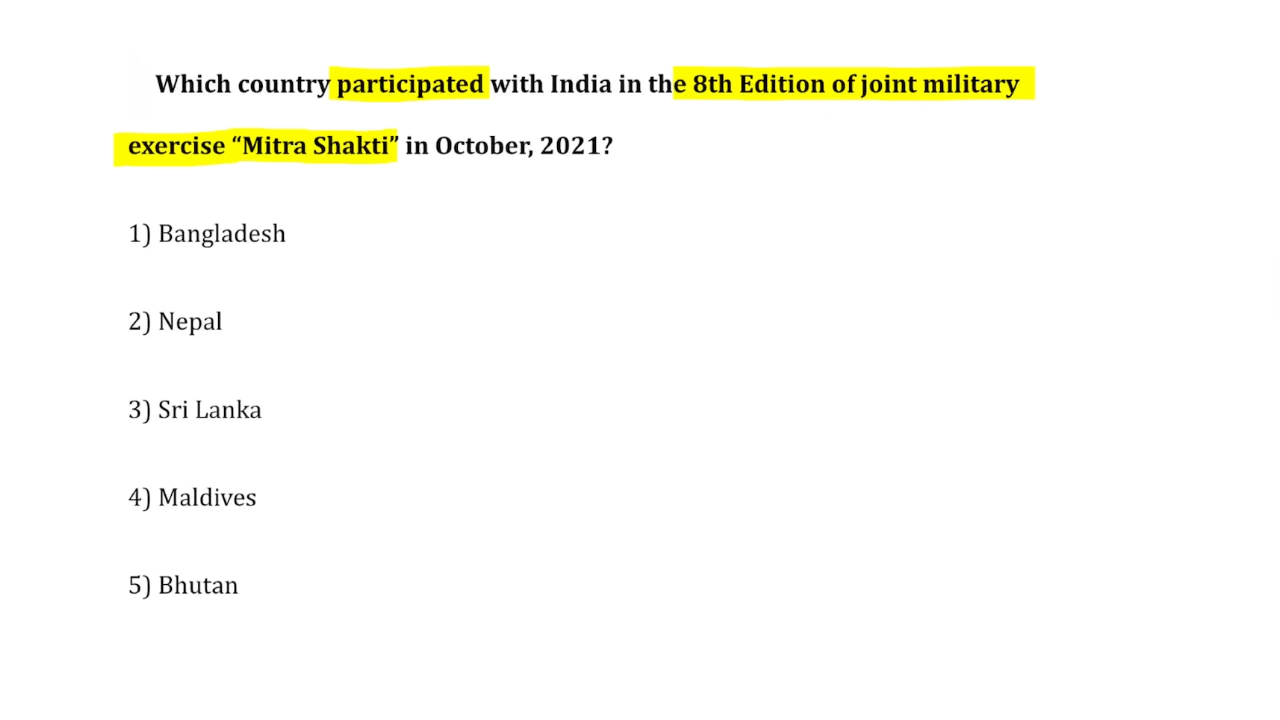 Which country participated with India in the 8th Edition of joint military
exercise “Mitra Shakti” in October, 2021?
1) Bangladesh
2) Nepal
3) Sri Lanka
4) Maldives
5) Bhutan